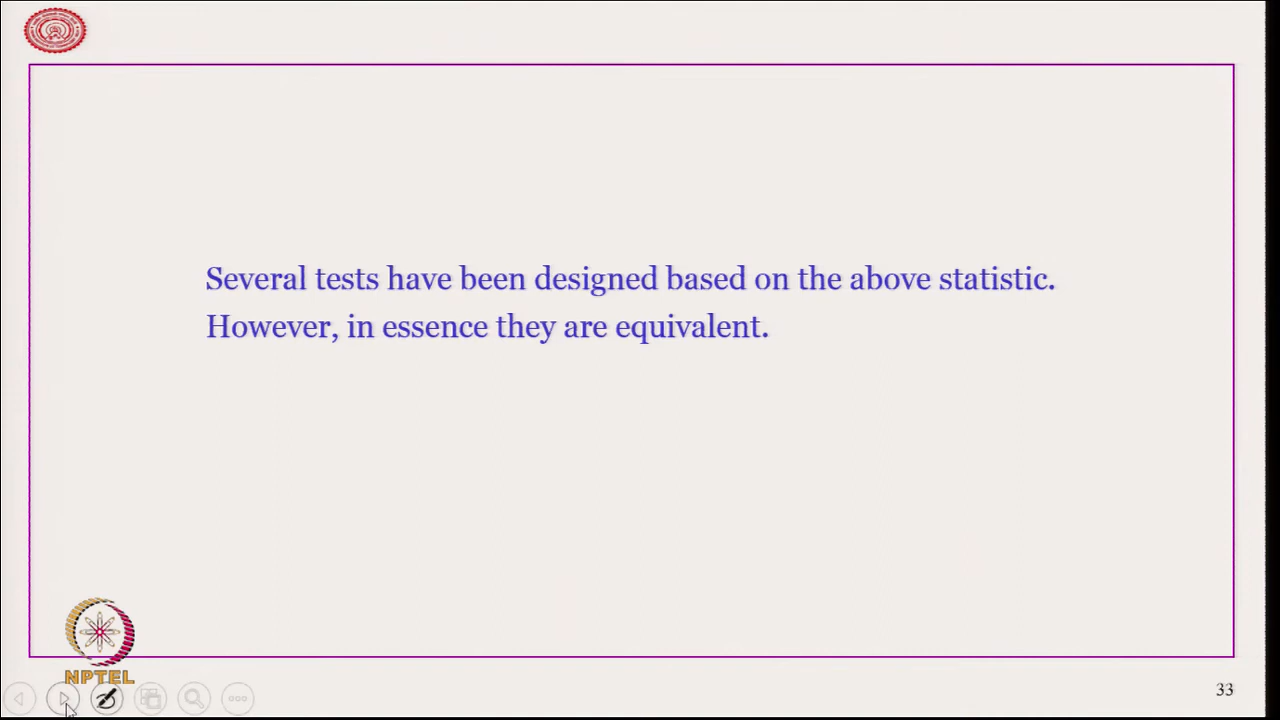 Several tests have been designed based on the above statistic.
However, in essence they are equivalent.
NPTEL
33